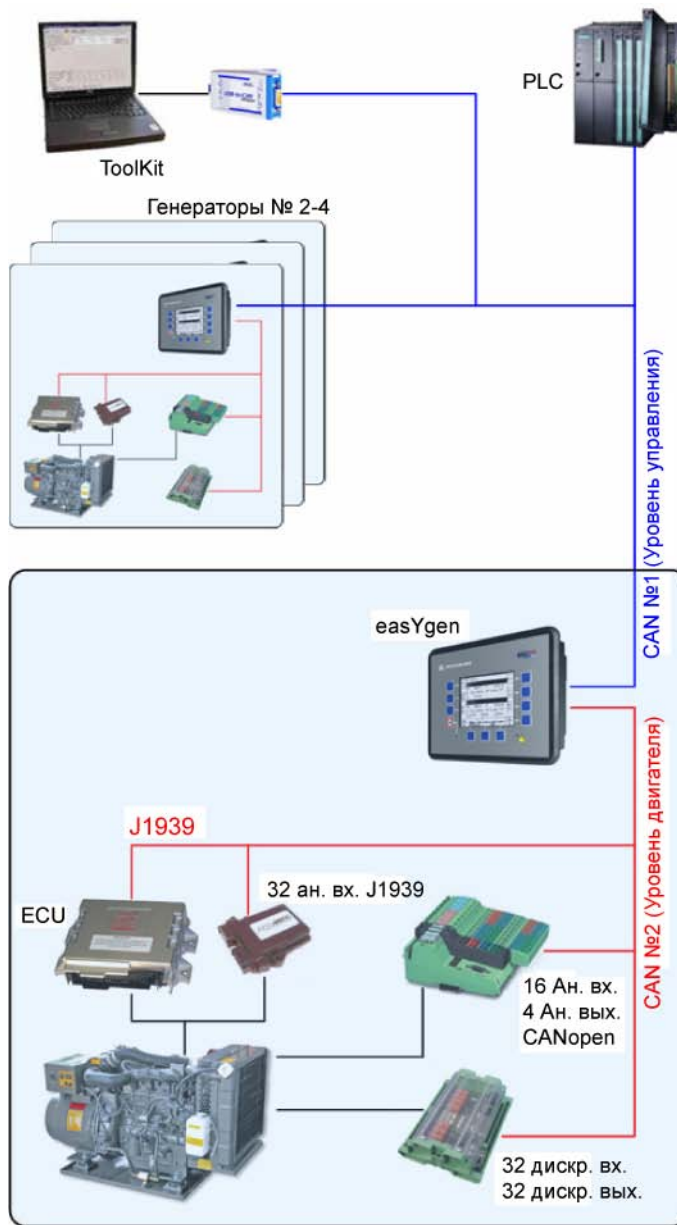 PLC
ToolKit
Генераторы № 2-4
CAN №1 (Уровень управления)
easYgen
CAN №2 (Уровень двигателя)
J1939
32 ан. вх. J1939
ECU
16 Ан. вх.
4 Ан. вых.
CANopen
32 дискр. вх.
32 дискр. вых.